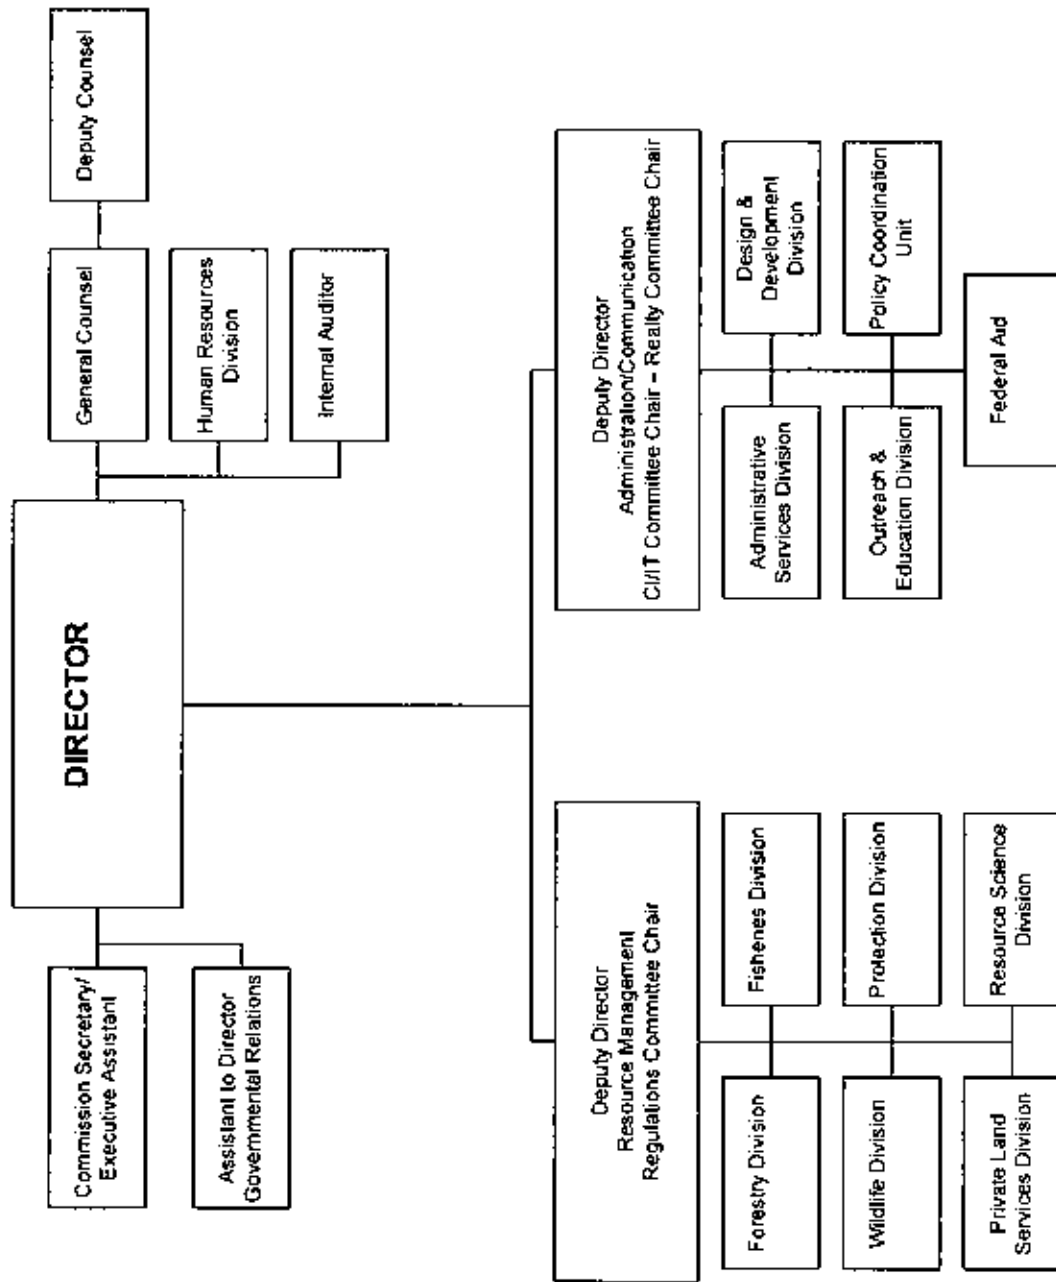 DIRECTOR
Commission Secretary/
Executive Assistant
Assistant to Director
Governmental Relations
General Counsel
Deputy Counsel
Human Resources
Division
Internal Auditor
Deputy Director
Resource Management
Regulations Committee Chair
Forestry Division
Fisheries Division
Wildlife Division
Protection Division
Private Land
Services Division
Resource Science
Division
Deputy Director
Administration/Communication
CI/IT Committee Chair – Realty Committee Chair
Administrative
Services Division
Design &
Development
Division
Outreach &
Education Division
Policy Coordination
Unit
Federal Aid